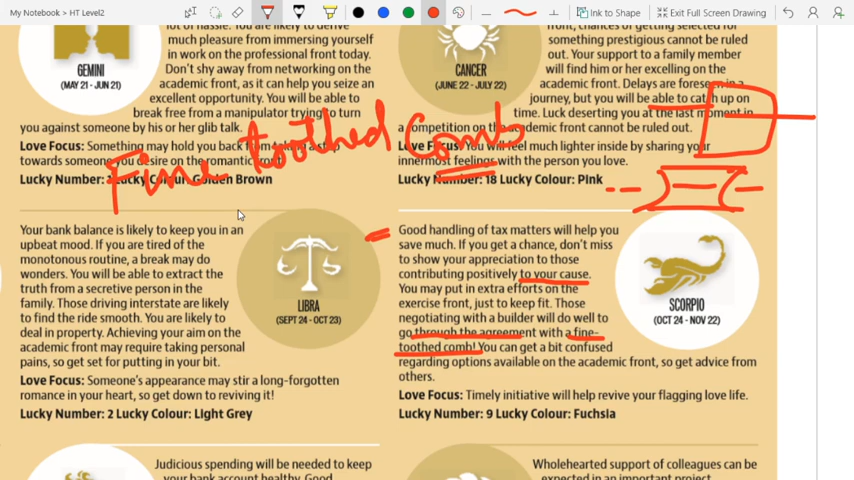 My Notebook > HT Level2
Ink to Shape
Exit Full Screen Drawing
much pleasure from immersing yourself
in work on the professional front today.
Don't shy away from networking on the
academic front, as it can help you seize an
excellent opportunity. You will be able to
break free from a manipulator trying to turn
you against someone by his or her glib talk.
Love Focus: Something may hold you back from taking a step
towards someone you desire on the romantic front.
Lucky Number: 1 Lucky Colour: Golden Brown
GEMINI
(MAY 21 - JUN 21)
front, chances of getting selected for
something prestigious cannot be ruled
out. Your support to a family member
will find him or her excelling on the
academic front. Delays are foreseen in a
journey, but you will be able to catch up on
time. Luck deserting you at the last moment in
a competition on the academic front cannot be ruled out.
Love Focus: You will feel much lighter inside by sharing your
innermost feelings with the person you love.
Lucky Number: 18 Lucky Colour: Pink
CANCER
(JUNE 22 - JULY 22)
Fine toothed Comb
Your bank balance is likely to keep you in an
upbeat mood. If you are tired of the
monotonous routine, a break may do
wonders. You will be able to extract the
truth from a secretive person in the
family. Those driving interstate are likely
to find the ride smooth. You are likely to
deal in property. Achieving your aim on the
academic front may require taking personal
pains, so get set for putting in your bit.
Love Focus: Someone's appearance may stir a long-forgotten
romance in your heart, so get down to reviving it!
Lucky Number: 2 Lucky Colour: Light Grey
LIBRA
(SEPT 24 - OCT 23)
Good handling of tax matters will help you
save much. If you get a chance, don't miss
to show your appreciation to those
contributing positively to your cause.
You may put in extra efforts on the
exercise front, just to keep fit. Those
negotiating with a builder will do well to
go through the agreement with a fine-
toothed comb! You can get a bit confused
regarding options available on the academic front, so get advice from
others.
Love Focus: Timely initiative will help revive your flagging love life.
Lucky Number: 9 Lucky Colour: Fuchsia
SCORPIO
(OCT 24 - NOV 22)
Judicious spending will be needed to keep
your bank account healthy. Good
Wholehearted support of colleagues can be
expected in an important project